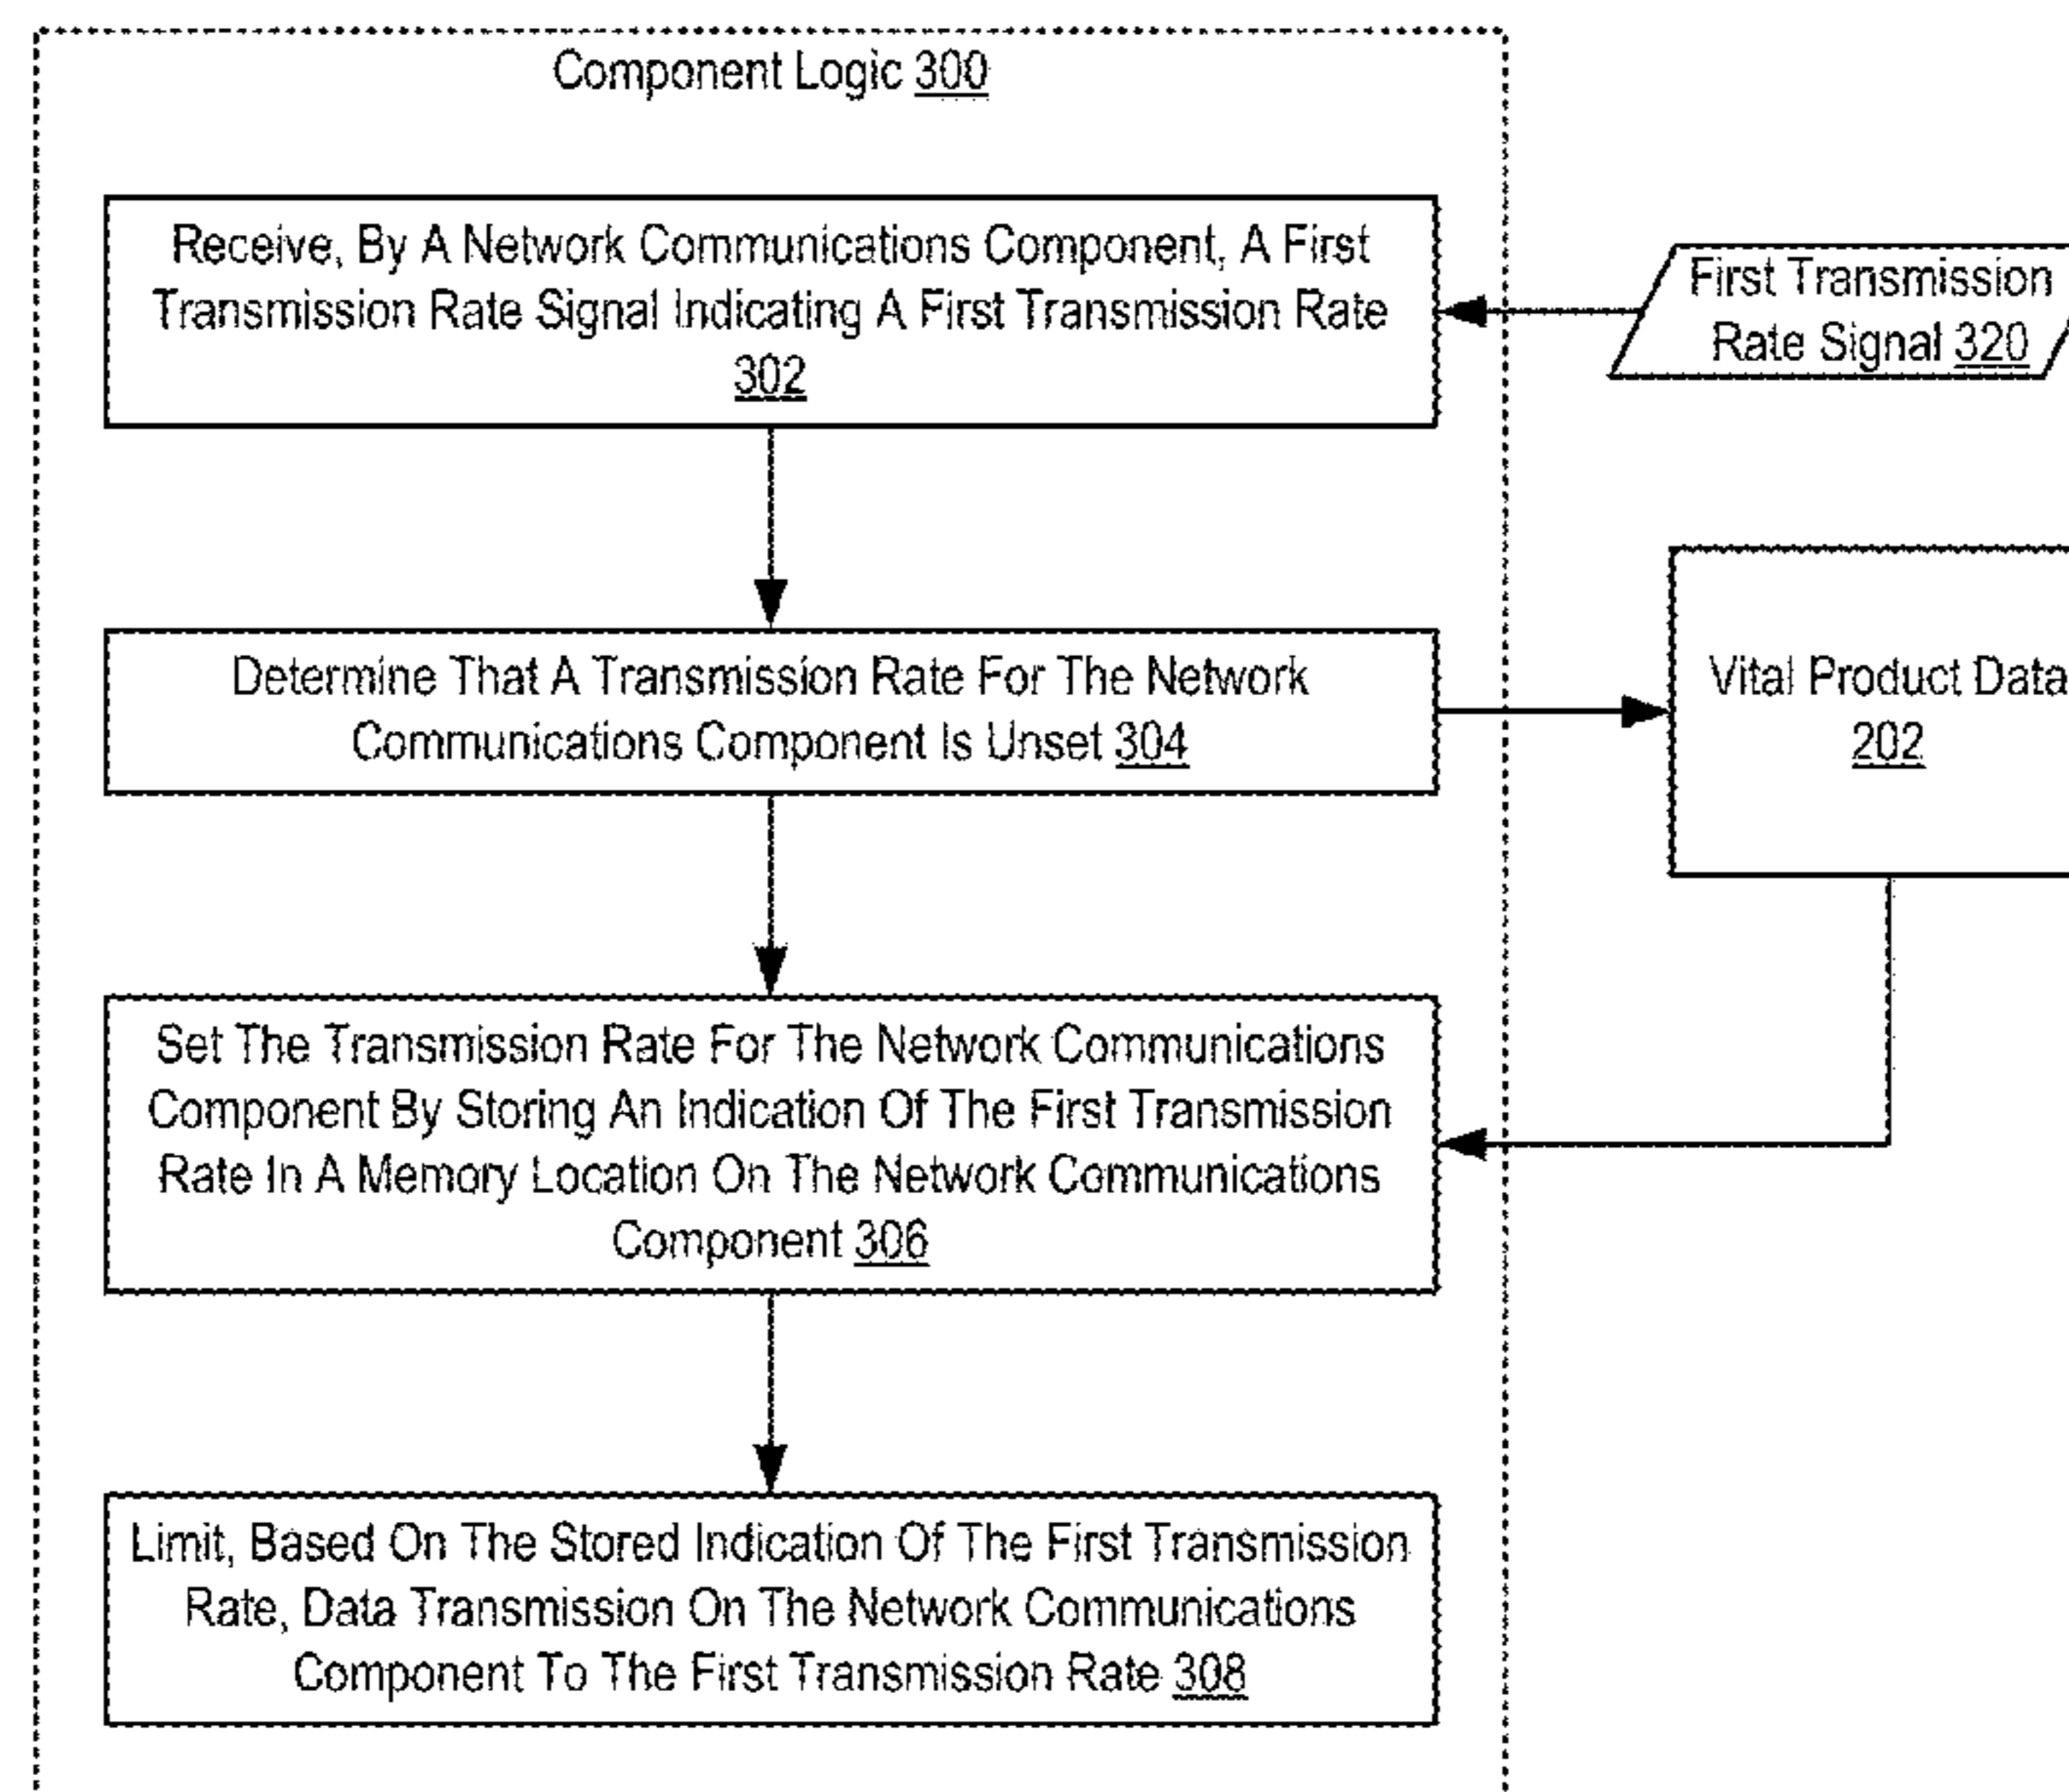 Component Logic 300
Receive, By A Network Communications Component, A First
Transmission Rate Signal Indicating A First Transmission Rate
302
First Transmission
Rate Signal 320
Determine That A Transmission Rate For The Network
Communications Component Is Unset 304
Vital Product Data
202
Set The Transmission Rate For The Network Communications
Component By Storing An Indication Of The First Transmission
Rate In A Memory Location On The Network Communications
Component 306
Limit, Based On The Stored Indication Of The First Transmission
Rate, Data Transmission On The Network Communications
Component To The First Transmission Rate 308